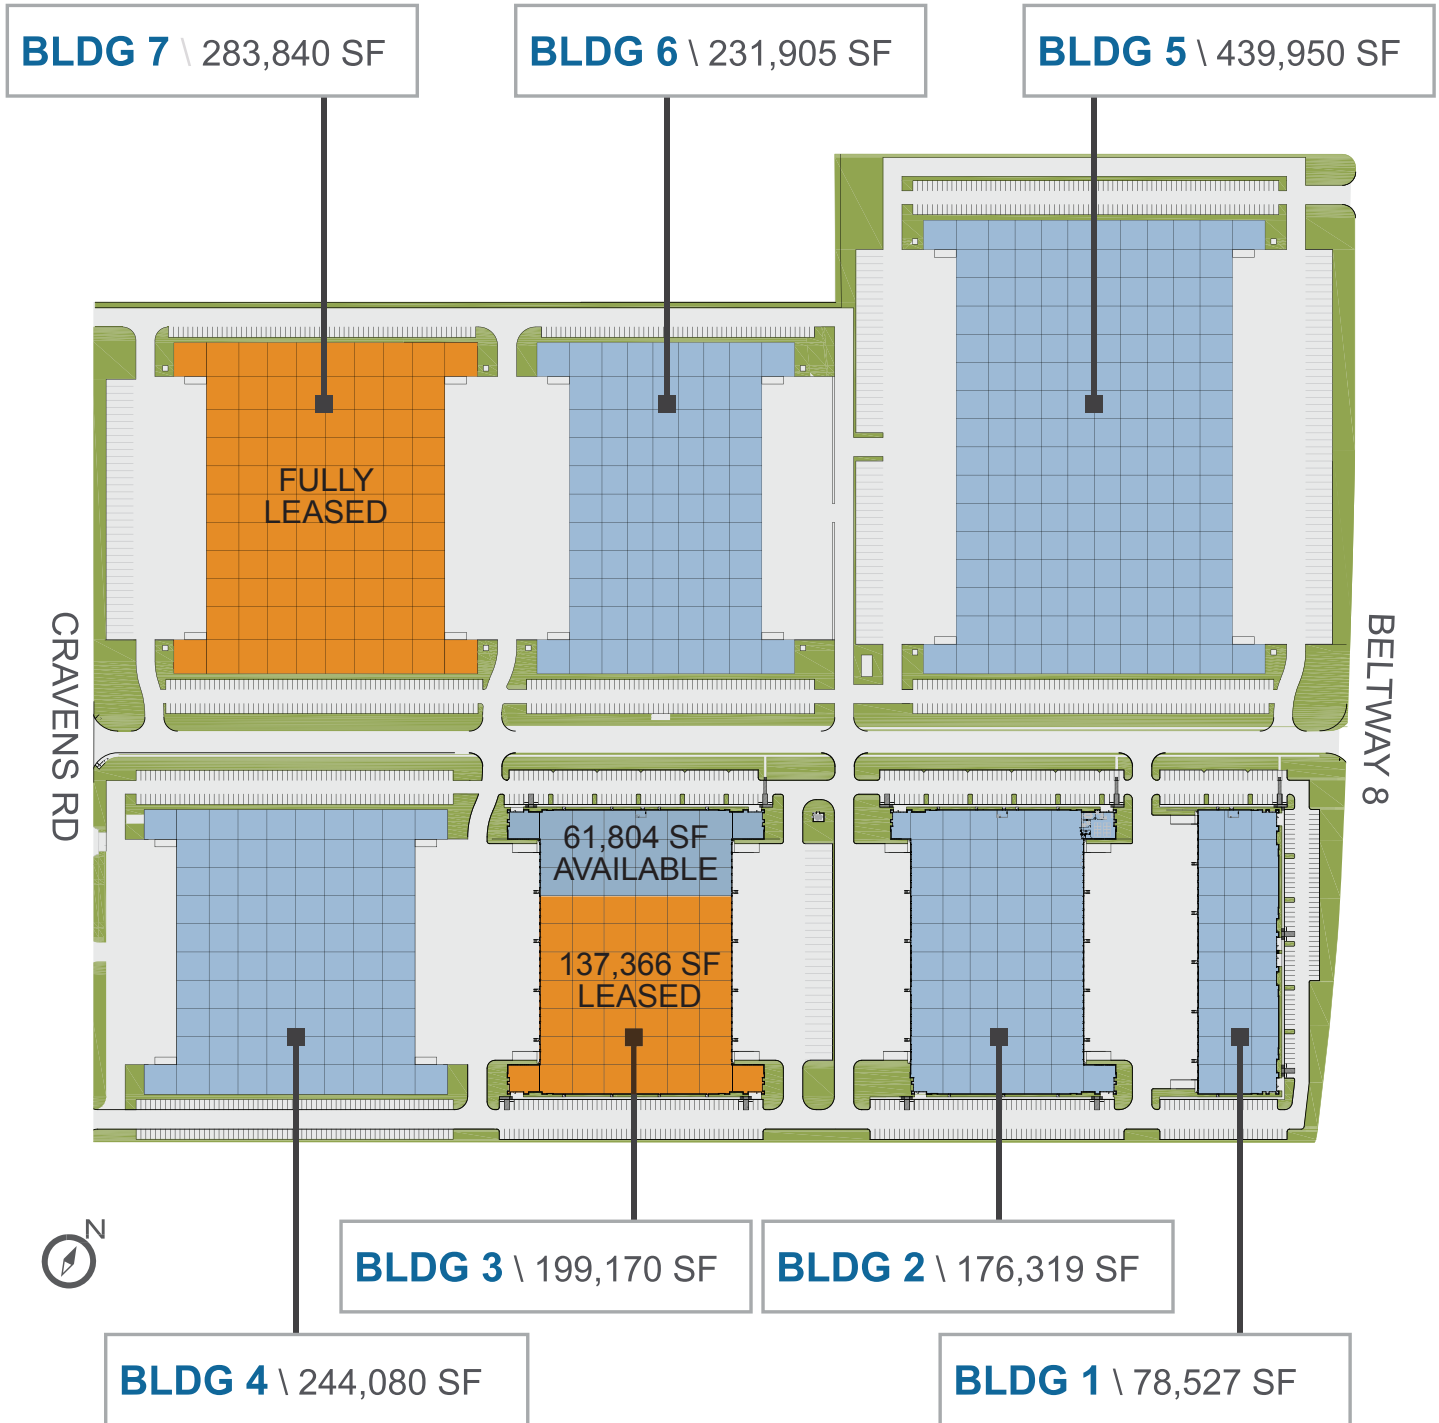 BLDG 7 \ 283,840 SF
BLDG 6 \ 231,905 SF
BLDG 5 \ 439,950 SF
FULLY
LEASED
CRAVENS RD
BELTWAY 8
61,804 SF
AVAILABLE
137,366 SF
LEASED
N
BLDG 3 \ 199,170 SF
BLDG 2 \ 176,319 SF
BLDG 4 \ 244,080 SF
BLDG 1 \ 78,527 SF